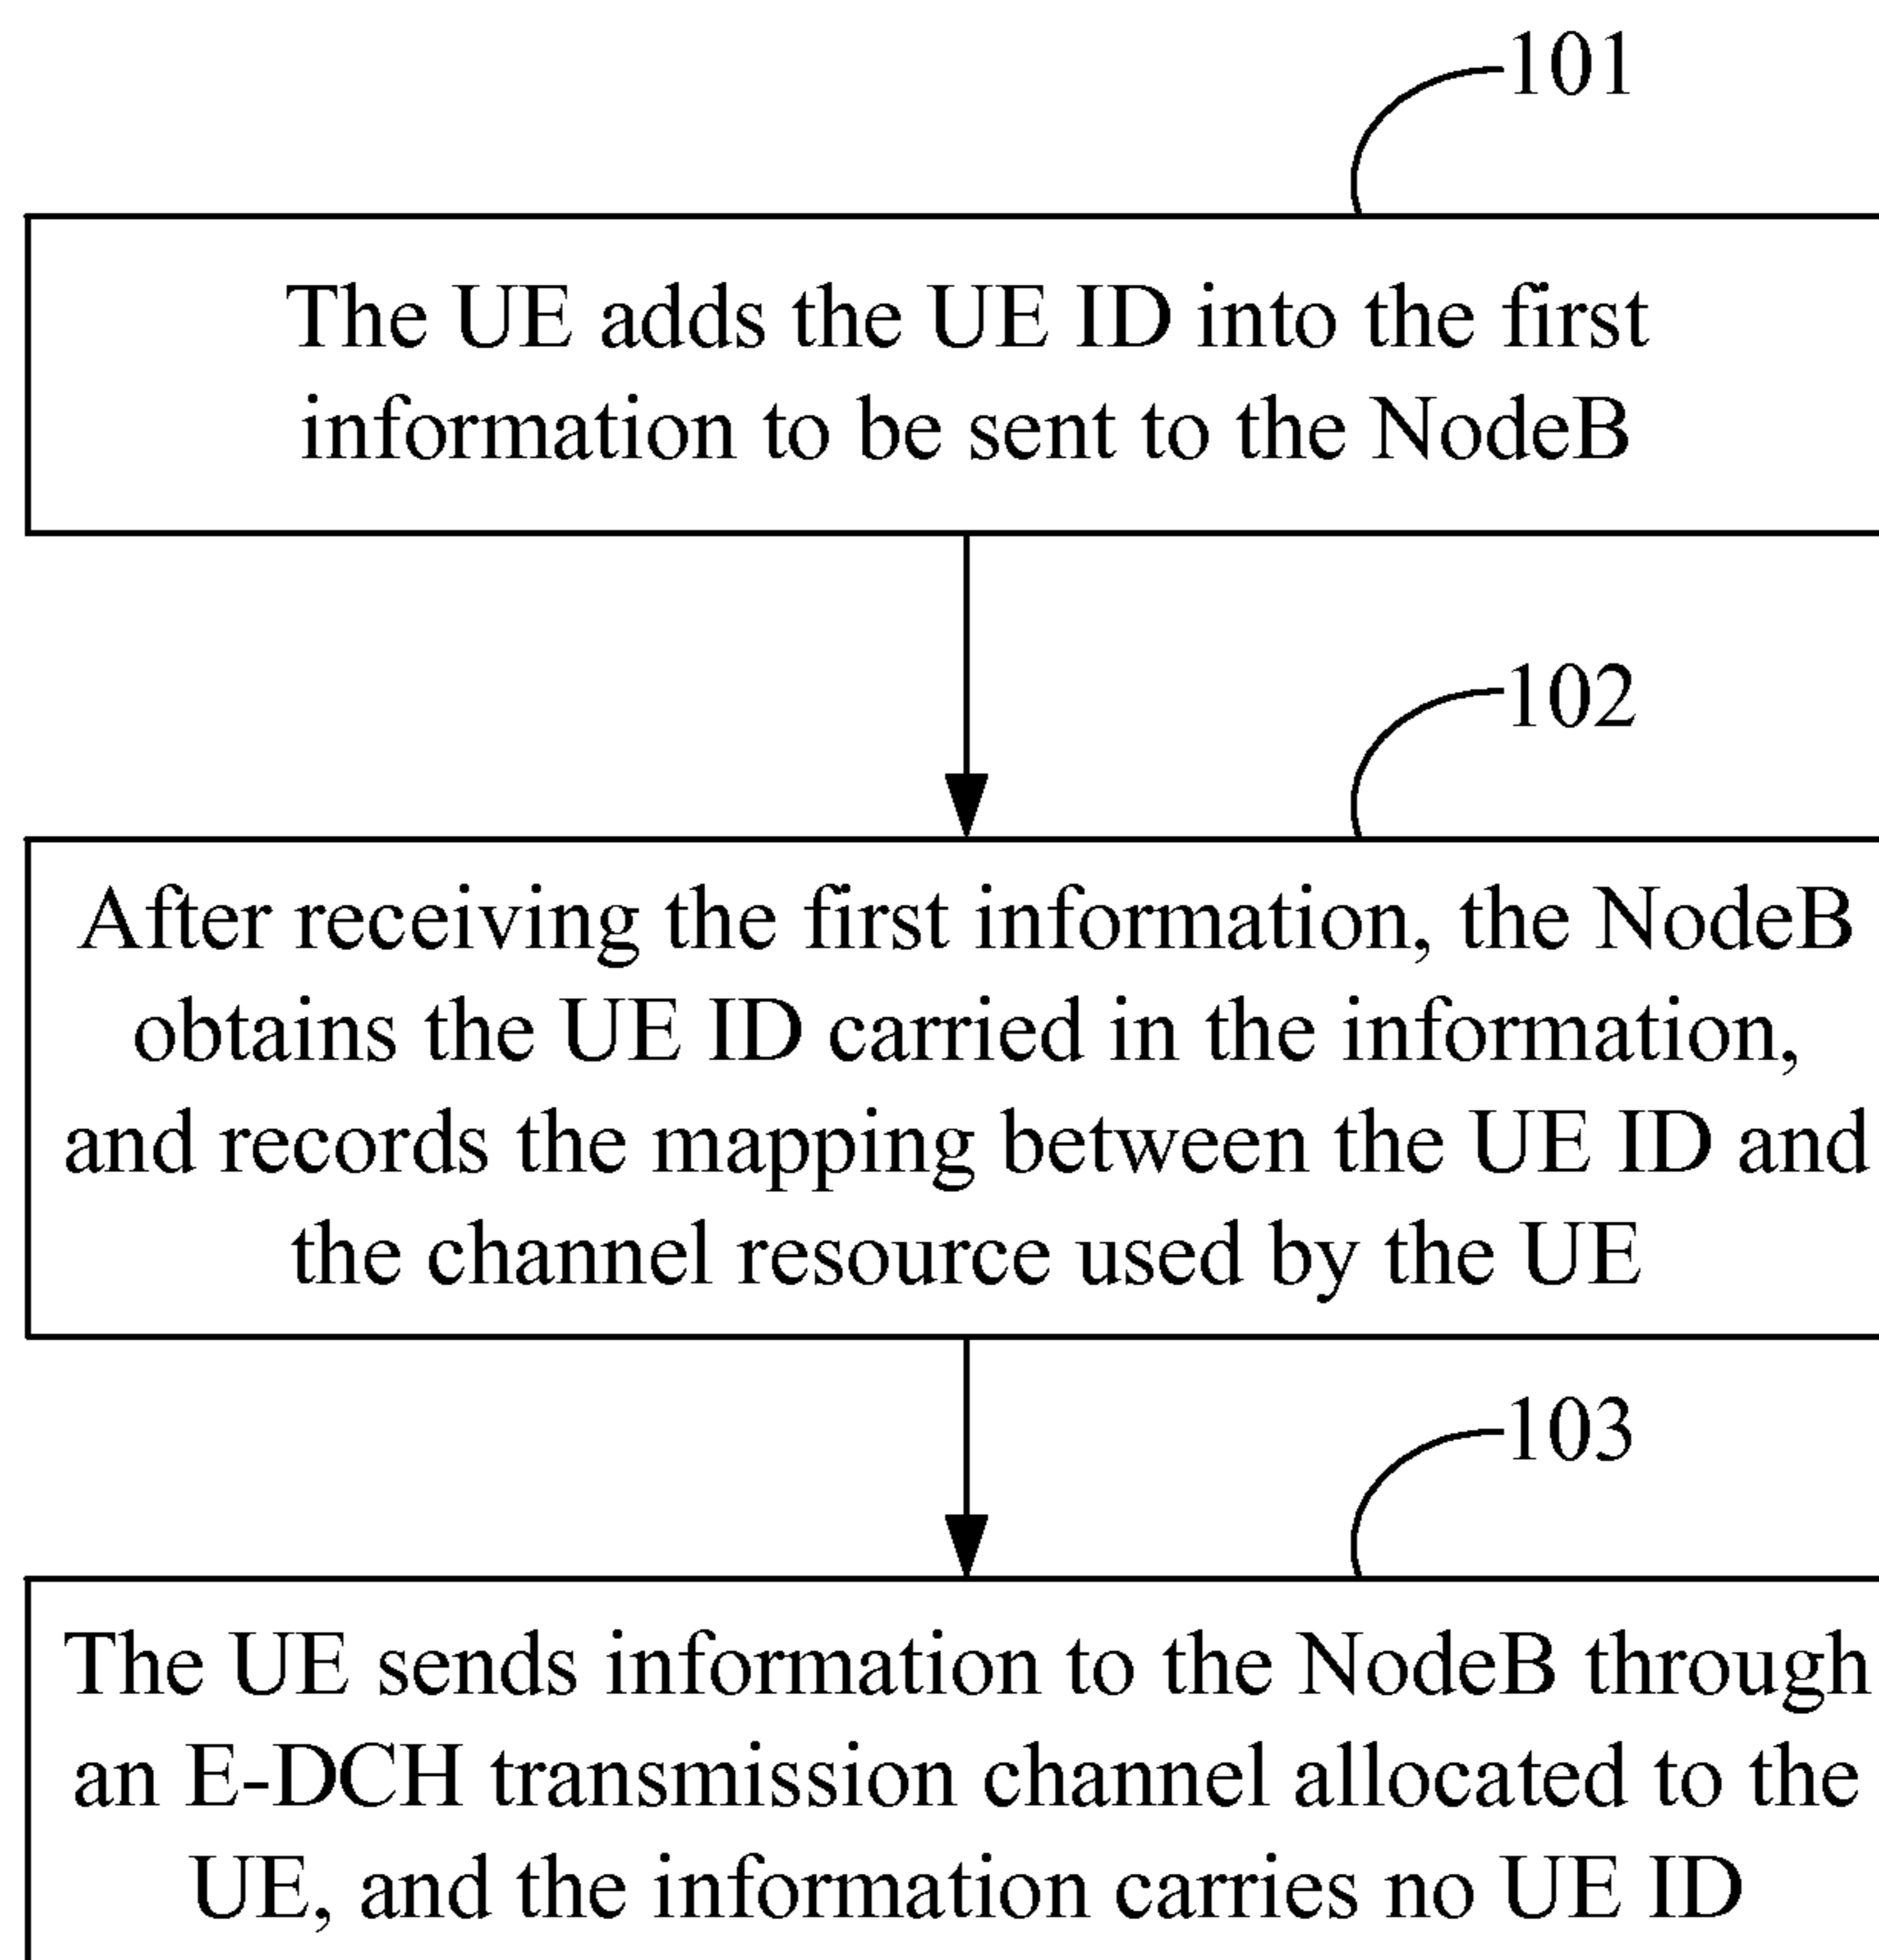 101
The UE adds the UE ID into the first
information to be sent to the NodeB
102
After receiving the first information, the NodeB
obtains the UE ID carried in the information,
and records the mapping between the UE ID and
the channel resource used by the UE
103
The UE sends information to the NodeB through
an E-DCH transmission channel allocated to the
UE, and the information carries no UE ID